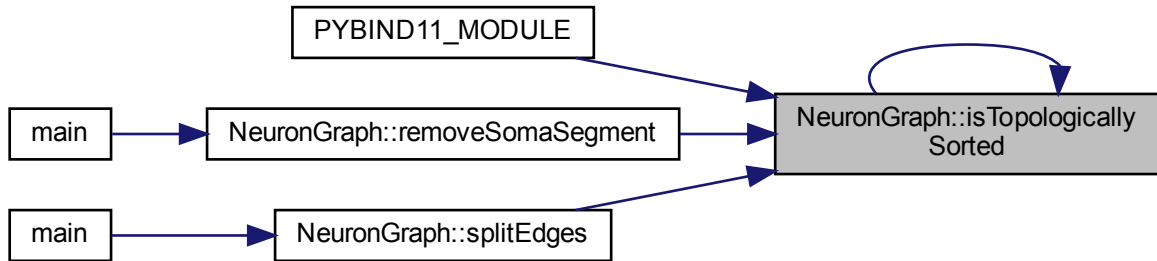 PYBIND11_MODULE
main
NeuronGraph::removeSomaSegment
NeuronGraph::isTopologically
Sorted
main
NeuronGraph::splitEdges